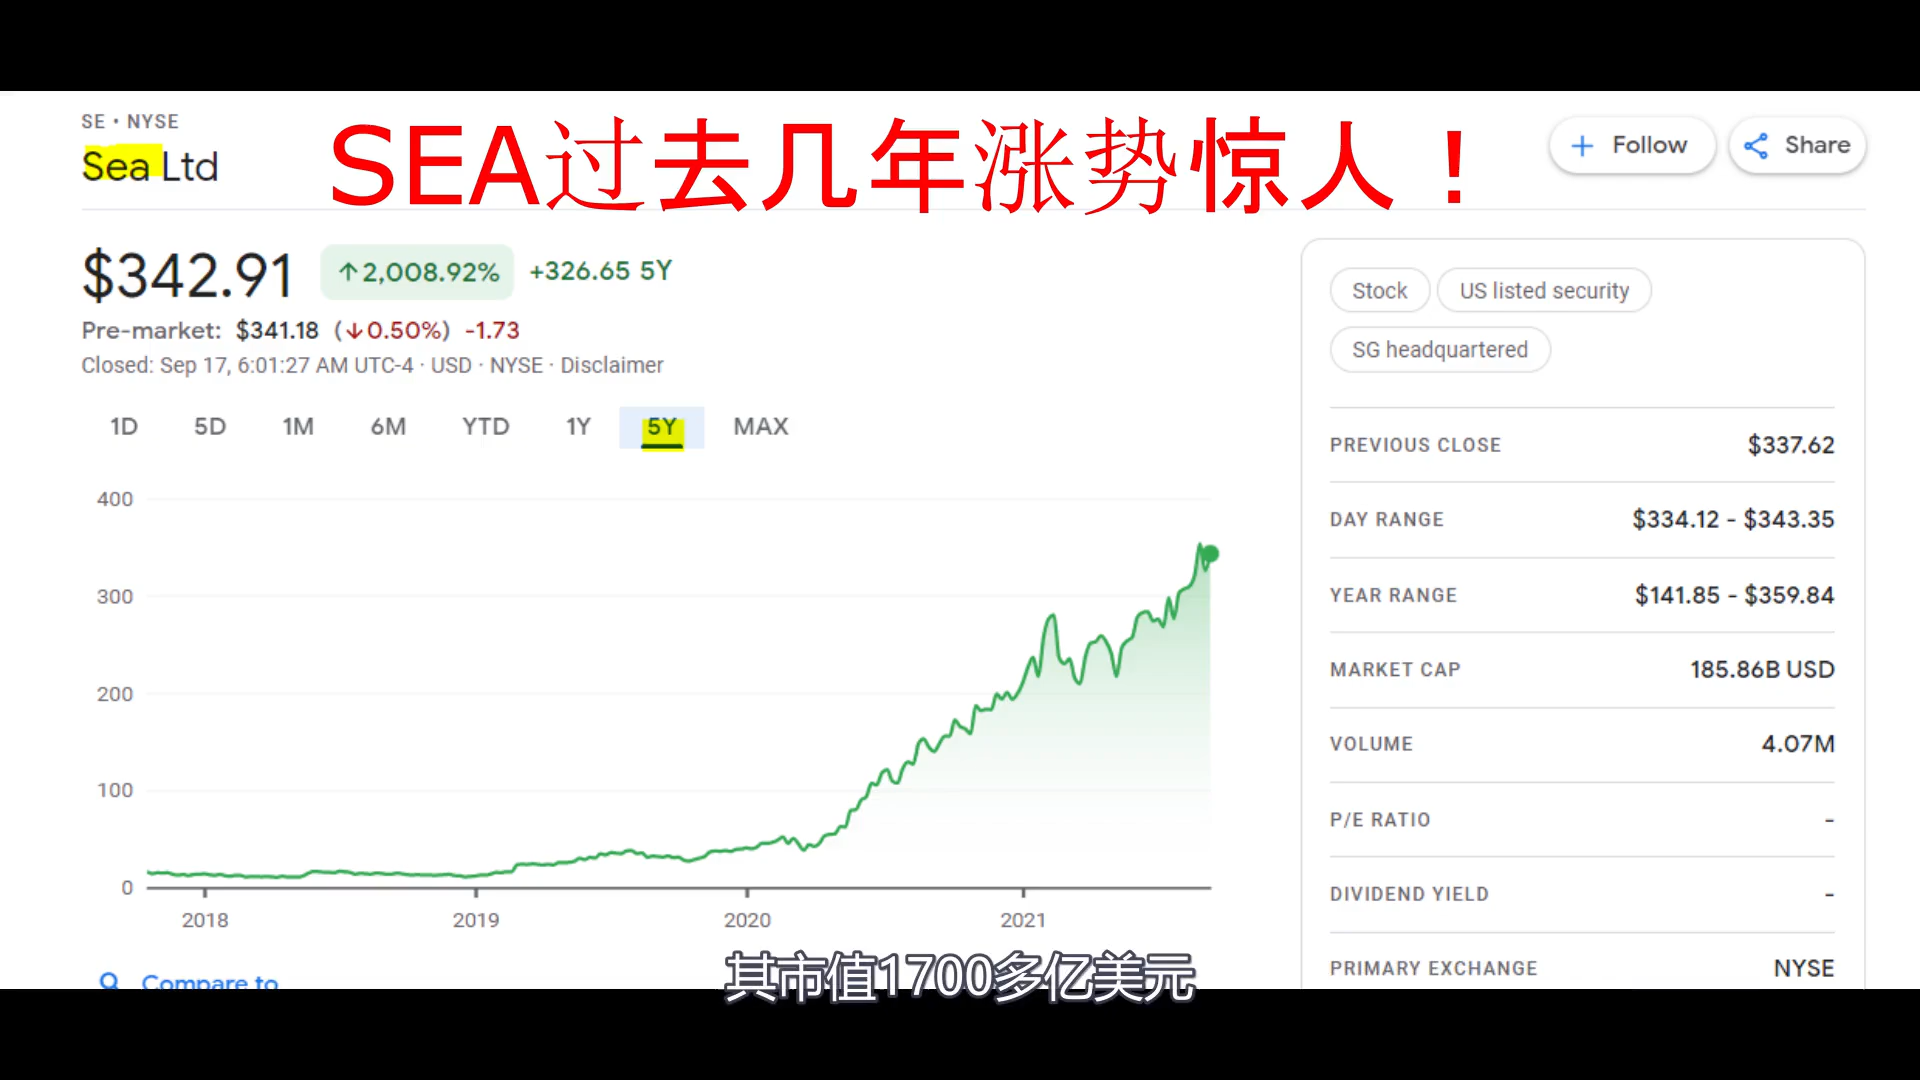 SE • NYSE
Sea Ltd
SEA过去几年涨势惊人！
Follow
Share
$342.91
↑2,008.92%
+326.65 5Y
Pre-market: $341.18 (↓0.50%) -1.73
Closed: Sep 17, 6:01:27 AM UTC-4 · USD · NYSE · Disclaimer
1D 5D 1M 6M YTD 1Y 5Y MAX
400
300
200
100
0
2018 2019 2020 2021
Compare to
Stock
US listed security
SG headquartered
PREVIOUS CLOSE $337.62
DAY RANGE $334.12 - $343.35
YEAR RANGE $141.85 - $359.84
MARKET CAP 185.86B USD
VOLUME 4.07M
P/E RATIO -
DIVIDEND YIELD -
PRIMARY EXCHANGE NYSE
其市值1700多亿美元